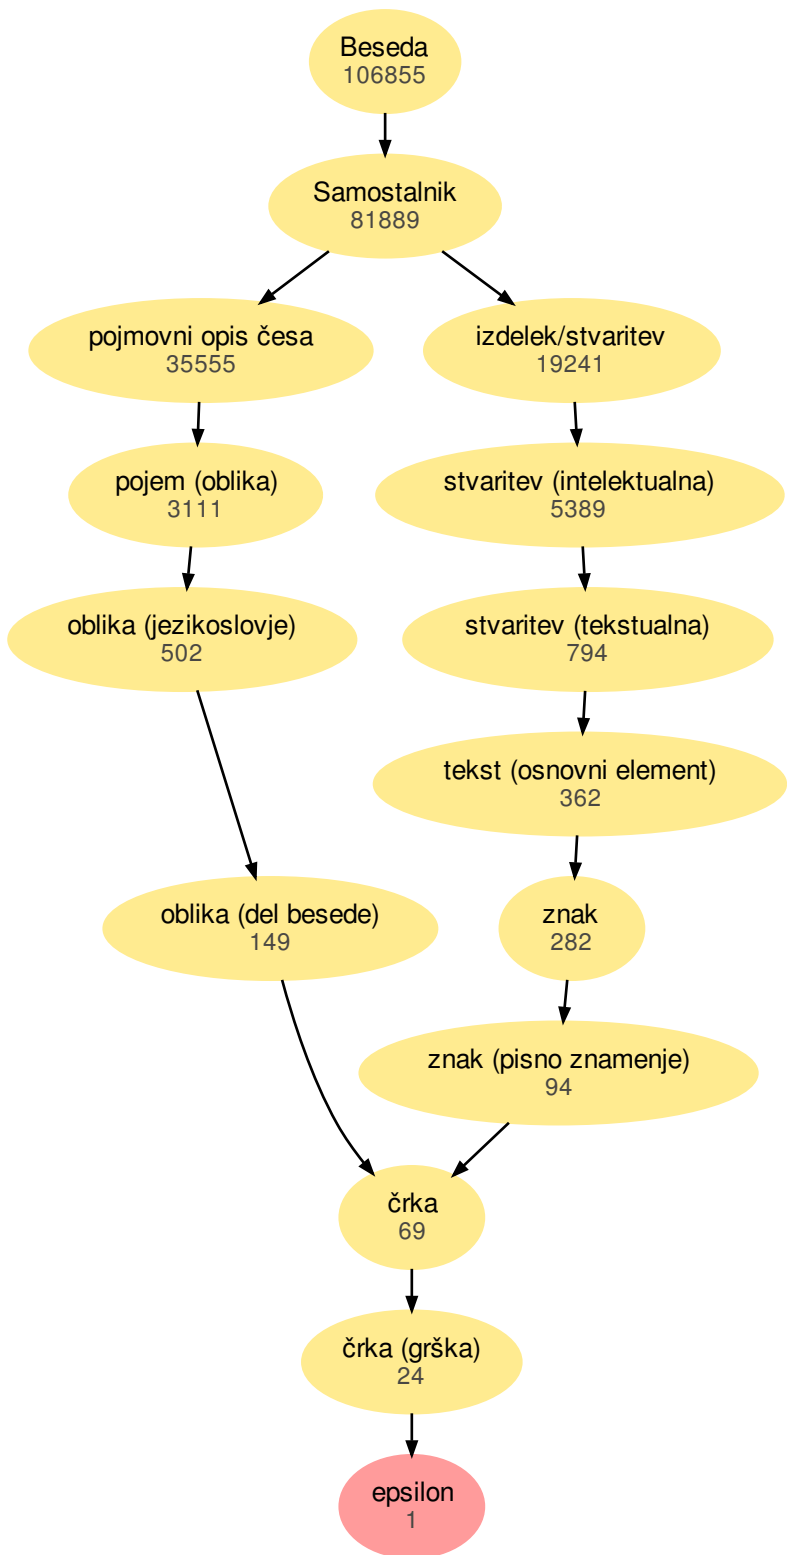 Beseda
106855
Samostalnik
81889
pojmovni opis česa
35555
izdelek/stvaritev
19241
pojem (oblika)
3111
stvaritev (intelektualna)
5389
oblika (jezikoslovje)
502
stvaritev (tekstualna)
794
tekst (osnovni element)
362
oblika (del besede)
149
znak
282
znak (pisno znamenje)
94
črka
69
črka (grška)
24
epsilon
1